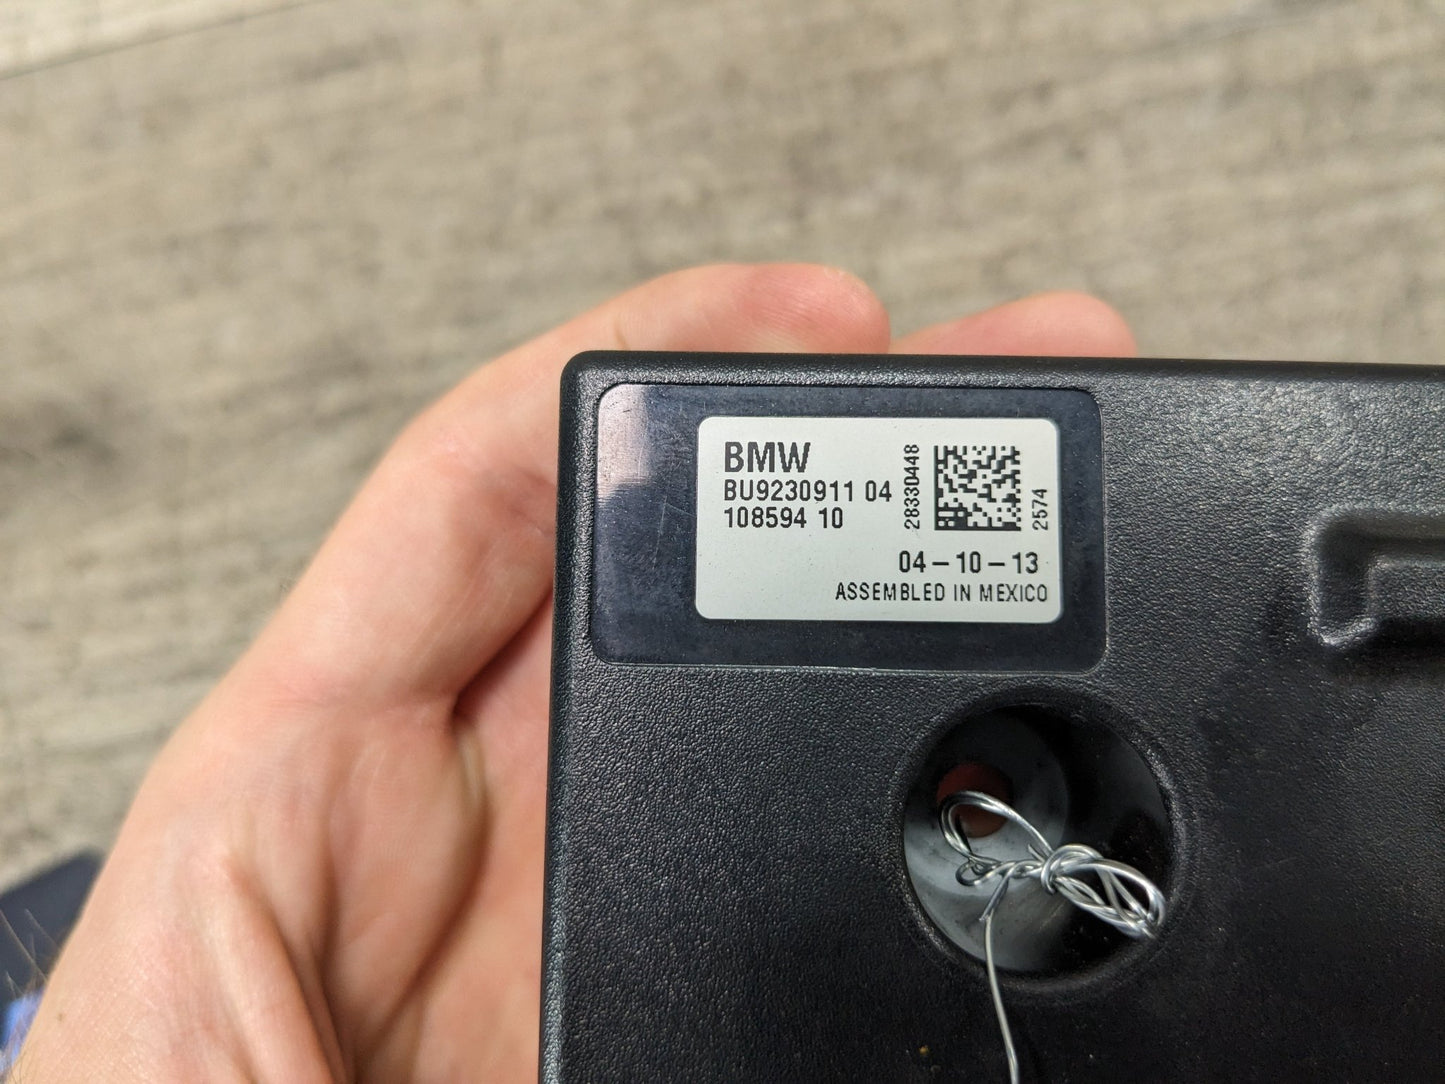 BMW
BU9230911 04
108594 10
28330448
2574
04-10-13
ASSEMBLED IN MEXICO